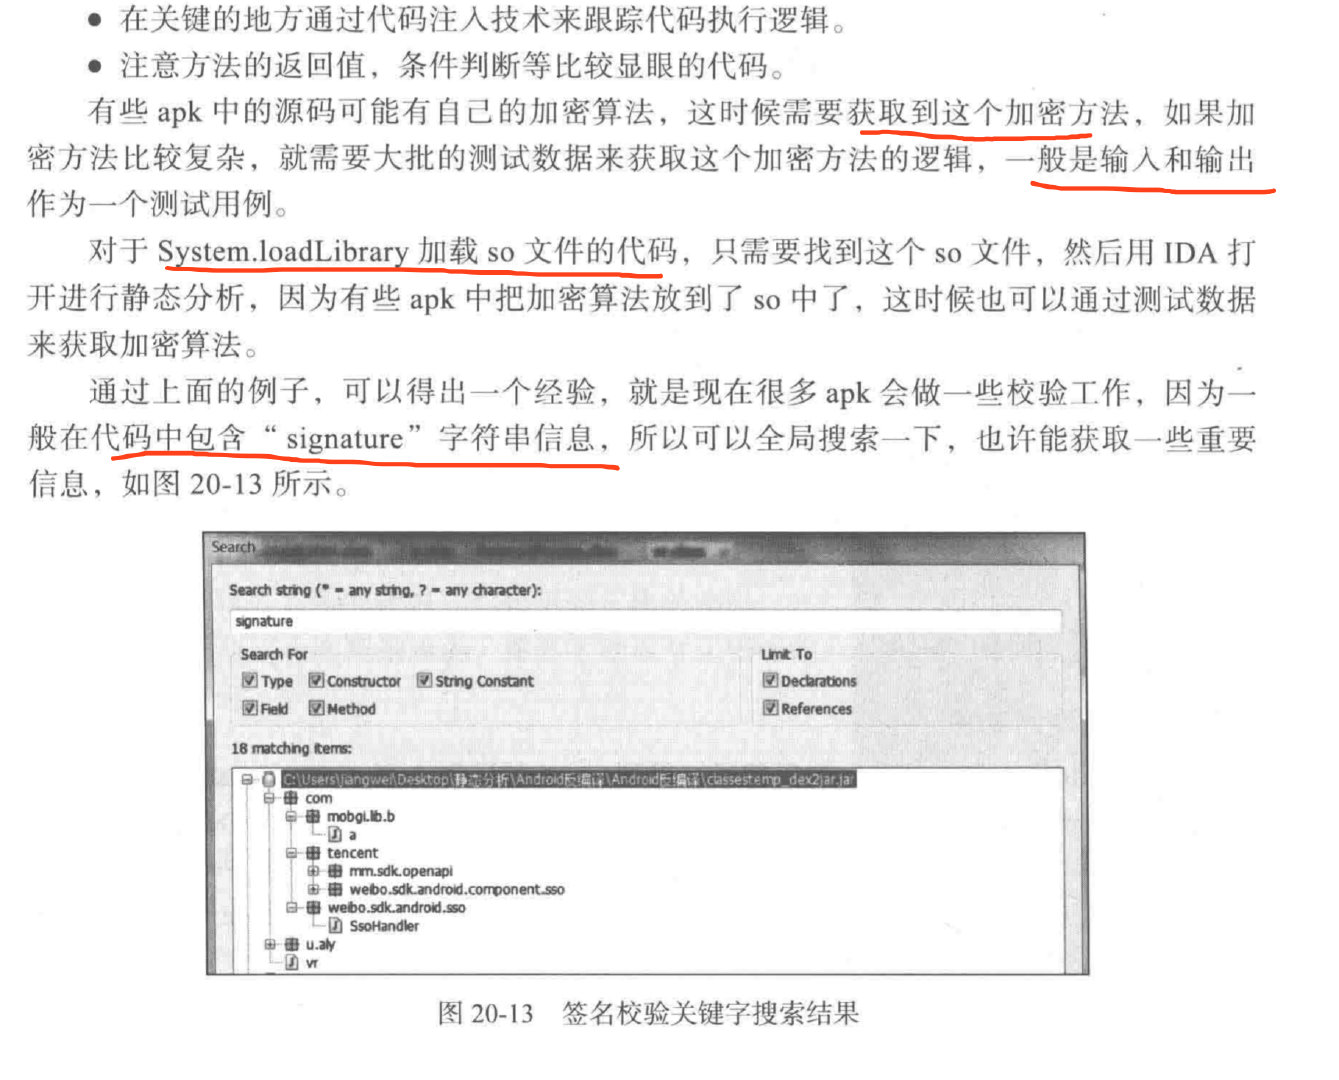 ● 在关键的地方通过代码注入技术来跟踪代码执行逻辑。
● 注意方法的返回值，条件判断等比较显眼的代码。
有些 apk 中的源码可能有自己的加密算法，这时候需要获取到这个加密方法，如果加
密方法比较复杂，就需要大批的测试数据来获取这个加密方法的逻辑，一般是输入和输出
作为一个测试用例。
对于 System.loadLibrary 加载 so 文件的代码，只需要找到这个 so 文件，然后用 IDA 打
开进行静态分析，因为有些 apk 中把加密算法放到了 so 中了，这时候也可以通过测试数据
来获取加密算法。
通过上面的例子，可以得出一个经验，就是现在很多 apk 会做一些校验工作，因为一
般在代码中包含“signature”字符串信息，所以可以全局搜索一下，也许能获取一些重要
信息，如图 20-13 所示。
Search
Search string (* = any string, ? = any character):
signature
Search For
Limit To
Type Constructor String Constant
Declarations
Field Method
References
18 matching items:
C:\Users\jiangwei\Desktop\静态分析\Android反编译\Android反编译\classestemp_dex2jar.jar
com
mobgi.lib.b
a
tencent
mm.sdk.openapi
weibo.sdk.android.component.sso
weibo.sdk.android.sso
SsoHandler
u.aly
vr
图 20-13 签名校验关键字搜索结果